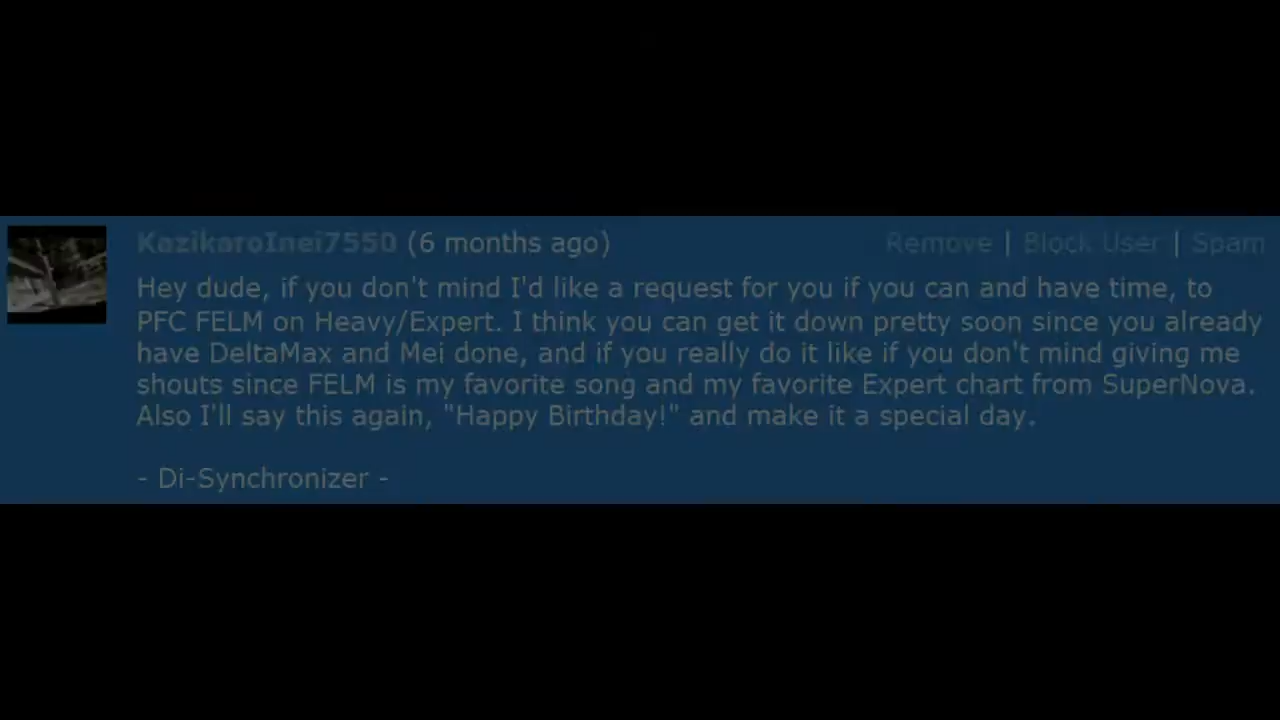 KazikaroInei7550 (6 months ago) Remove | Block User | Spam
Hey dude, if you don't mind I'd like a request for you if you can and have time, to
PFC FELM on Heavy/Expert. I think you can get it down pretty soon since you already
have DeltaMax and Mei done, and if you really do it like if you don't mind giving me
shouts since FELM is my favorite song and my favorite Expert chart from SuperNova.
Also I'll say this again, "Happy Birthday!" and make it a special day.
- Di-Synchronizer -